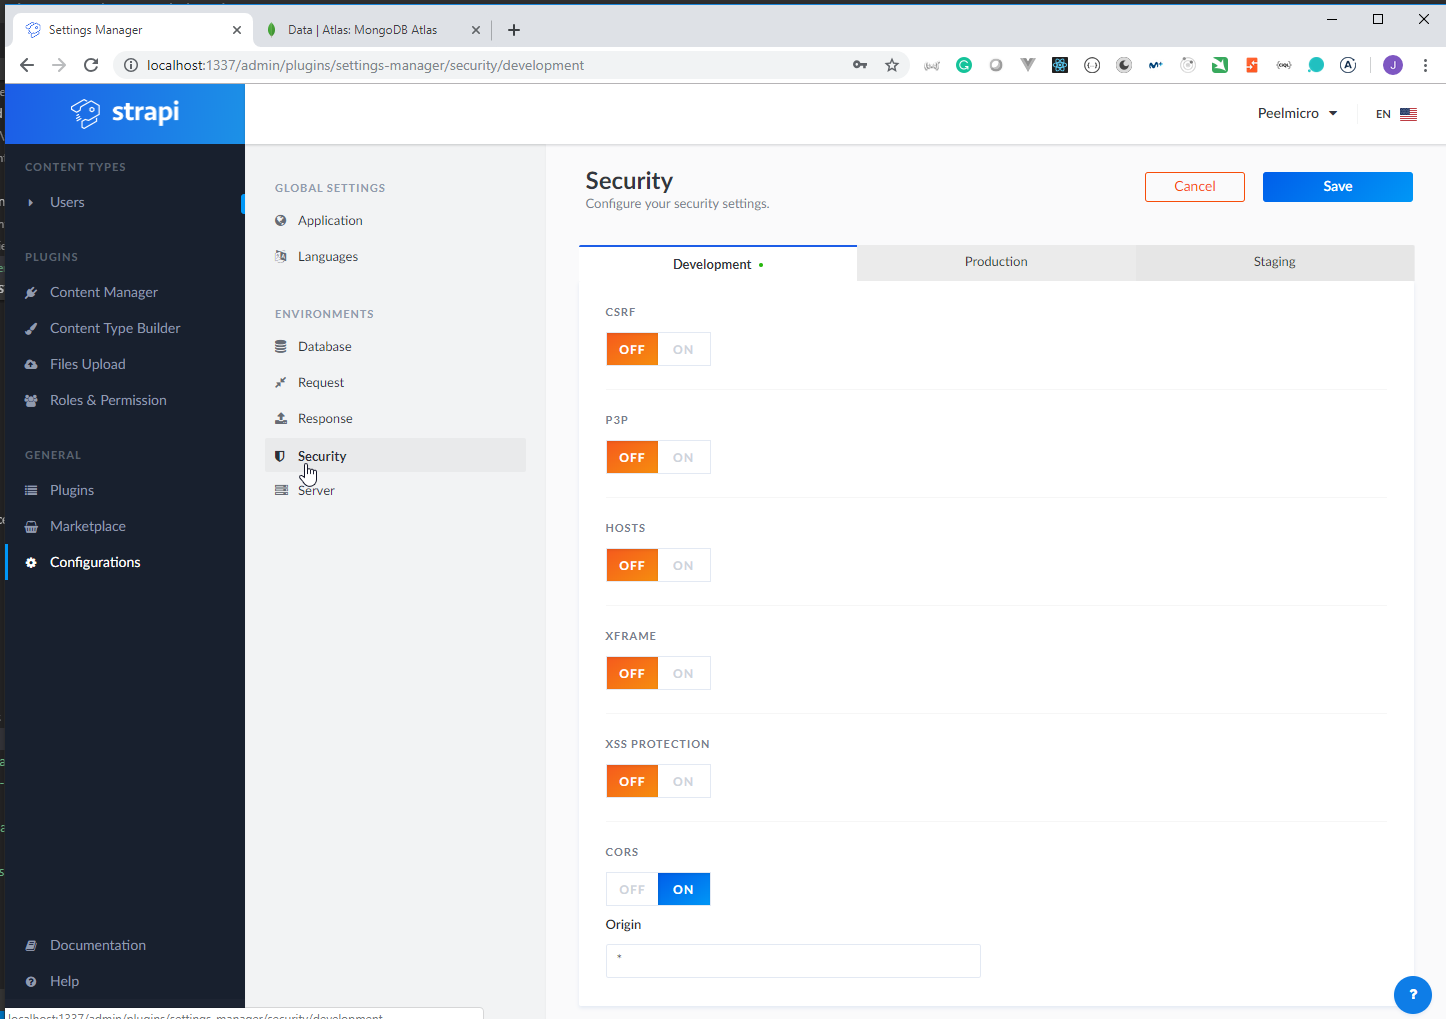 Settings Manager
Data | Atlas: MongoDB Atlas
localhost:1337/admin/plugins/settings-manager/security/development
J
strapi
Peelmicro
EN
CONTENT TYPES
Users
PLUGINS
Content Manager
Content Type Builder
Files Upload
Roles & Permission
GENERAL
Plugins
Marketplace
Configurations
Documentation
Help
GLOBAL SETTINGS
Application
Languages
ENVIRONMENTS
Database
Request
Response
Security
Server
Security
Configure your security settings.
Cancel
Save
Development
Production
Staging
CSRF
OFF ON
P3P
OFF ON
HOSTS
OFF ON
XFRAME
OFF ON
XSS PROTECTION
OFF ON
CORS
OFF ON
Origin
*
?
localhost:1337/admin/plugins/settings-manager/security/development